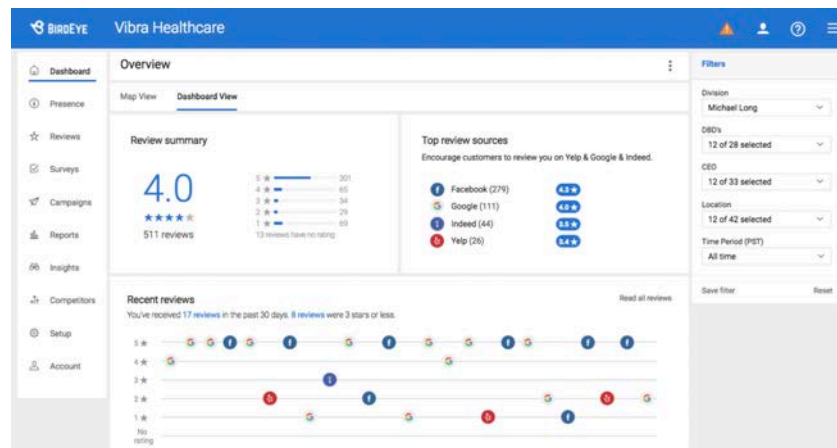 BIRDEYE Vibra Healthcare
Dashboard
Presence
Reviews
Surveys
Campaigns
Reports
Insights
Competitors
Setup
Account
Overview
Map View Dashboard View
Review summary
4.0
511 reviews
5 ★ 301
4 ★ 65
3 ★ 34
2 ★ 29
1 ★ 69
13 reviews have no rating
Top review sources
Encourage customers to review you on Yelp & Google & Indeed.
Facebook (279) 4.3 ★
Google (111) 4.0 ★
Indeed (44)
Yelp (26)
Recent reviews
Read all reviews
You've received 17 reviews in the past 30 days. 8 reviews were 3 stars or less.
5 ★
4 ★
3 ★
2 ★
1 ★
No
rating
Filters
Division
Michael Long
DBD's
12 of 28 selected
CEO
12 of 33 selected
Location
12 of 42 selected
Time Period (PST)
All time
Save filter Reset